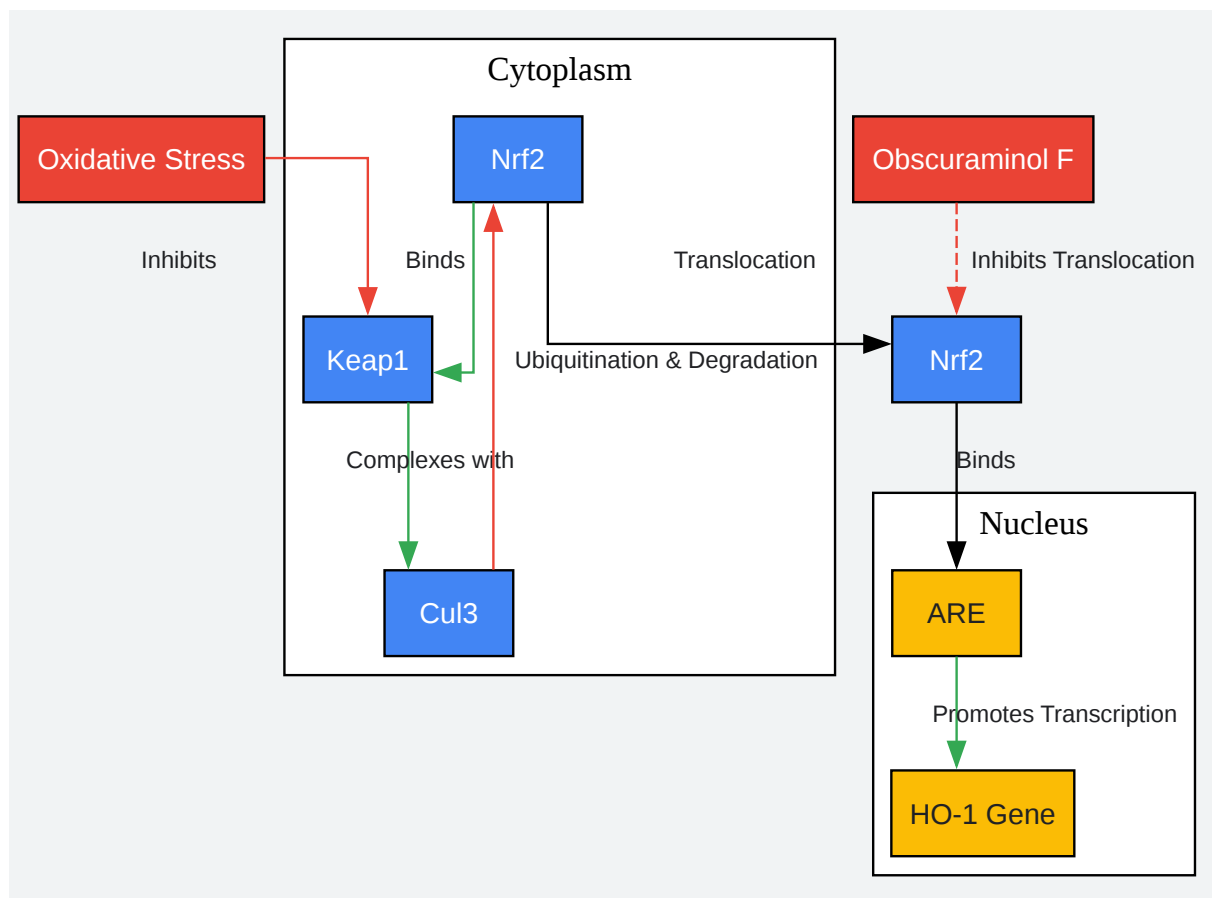 Cytoplasm
Oxidative Stress
Nrf2
Obscuraminol F
Inhibits
Binds
Translocation
Inhibits Translocation
Keap1
Ubiquitination & Degradation
Nrf2
Complexes with
Binds
Nucleus
Cul3
ARE
Promotes Transcription
HO-1 Gene